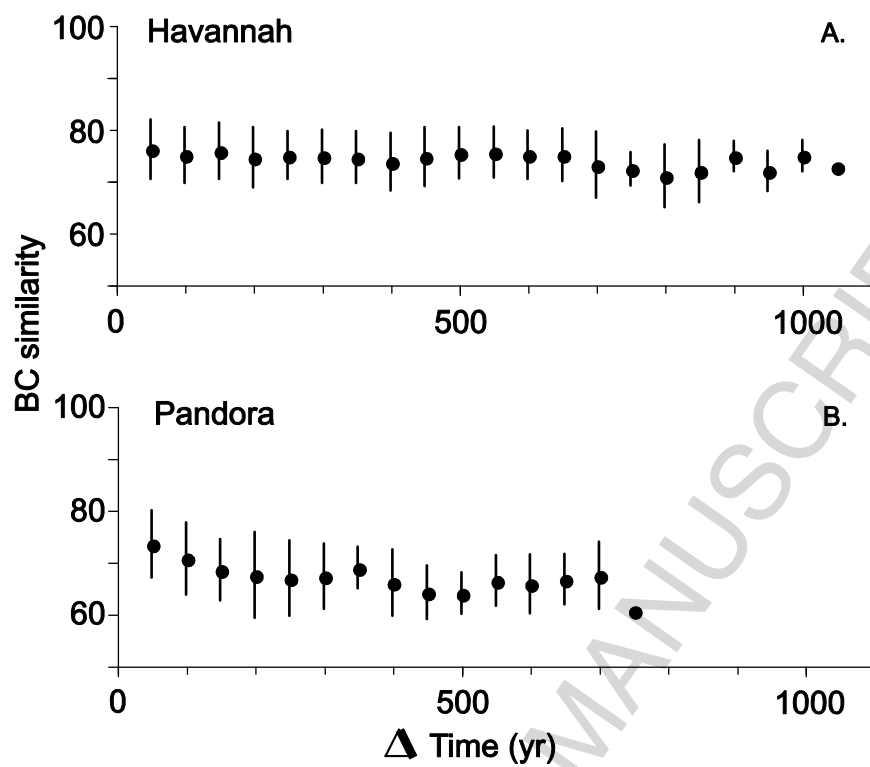 100
Havannah
A.
80
60
0
500
1000
BC similarity
100
Pandora
B.
80
60
0
500
1000
Δ Time (yr)
MANUSCRI